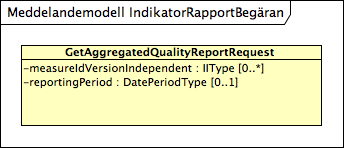 Meddelandemodell IndikatorRapportBegäran
GetAggregatedQualityReportRequest
–measureIdVersionIndependent : IIType [0..*]
–reportingPeriod : DatePeriodType [0..1]